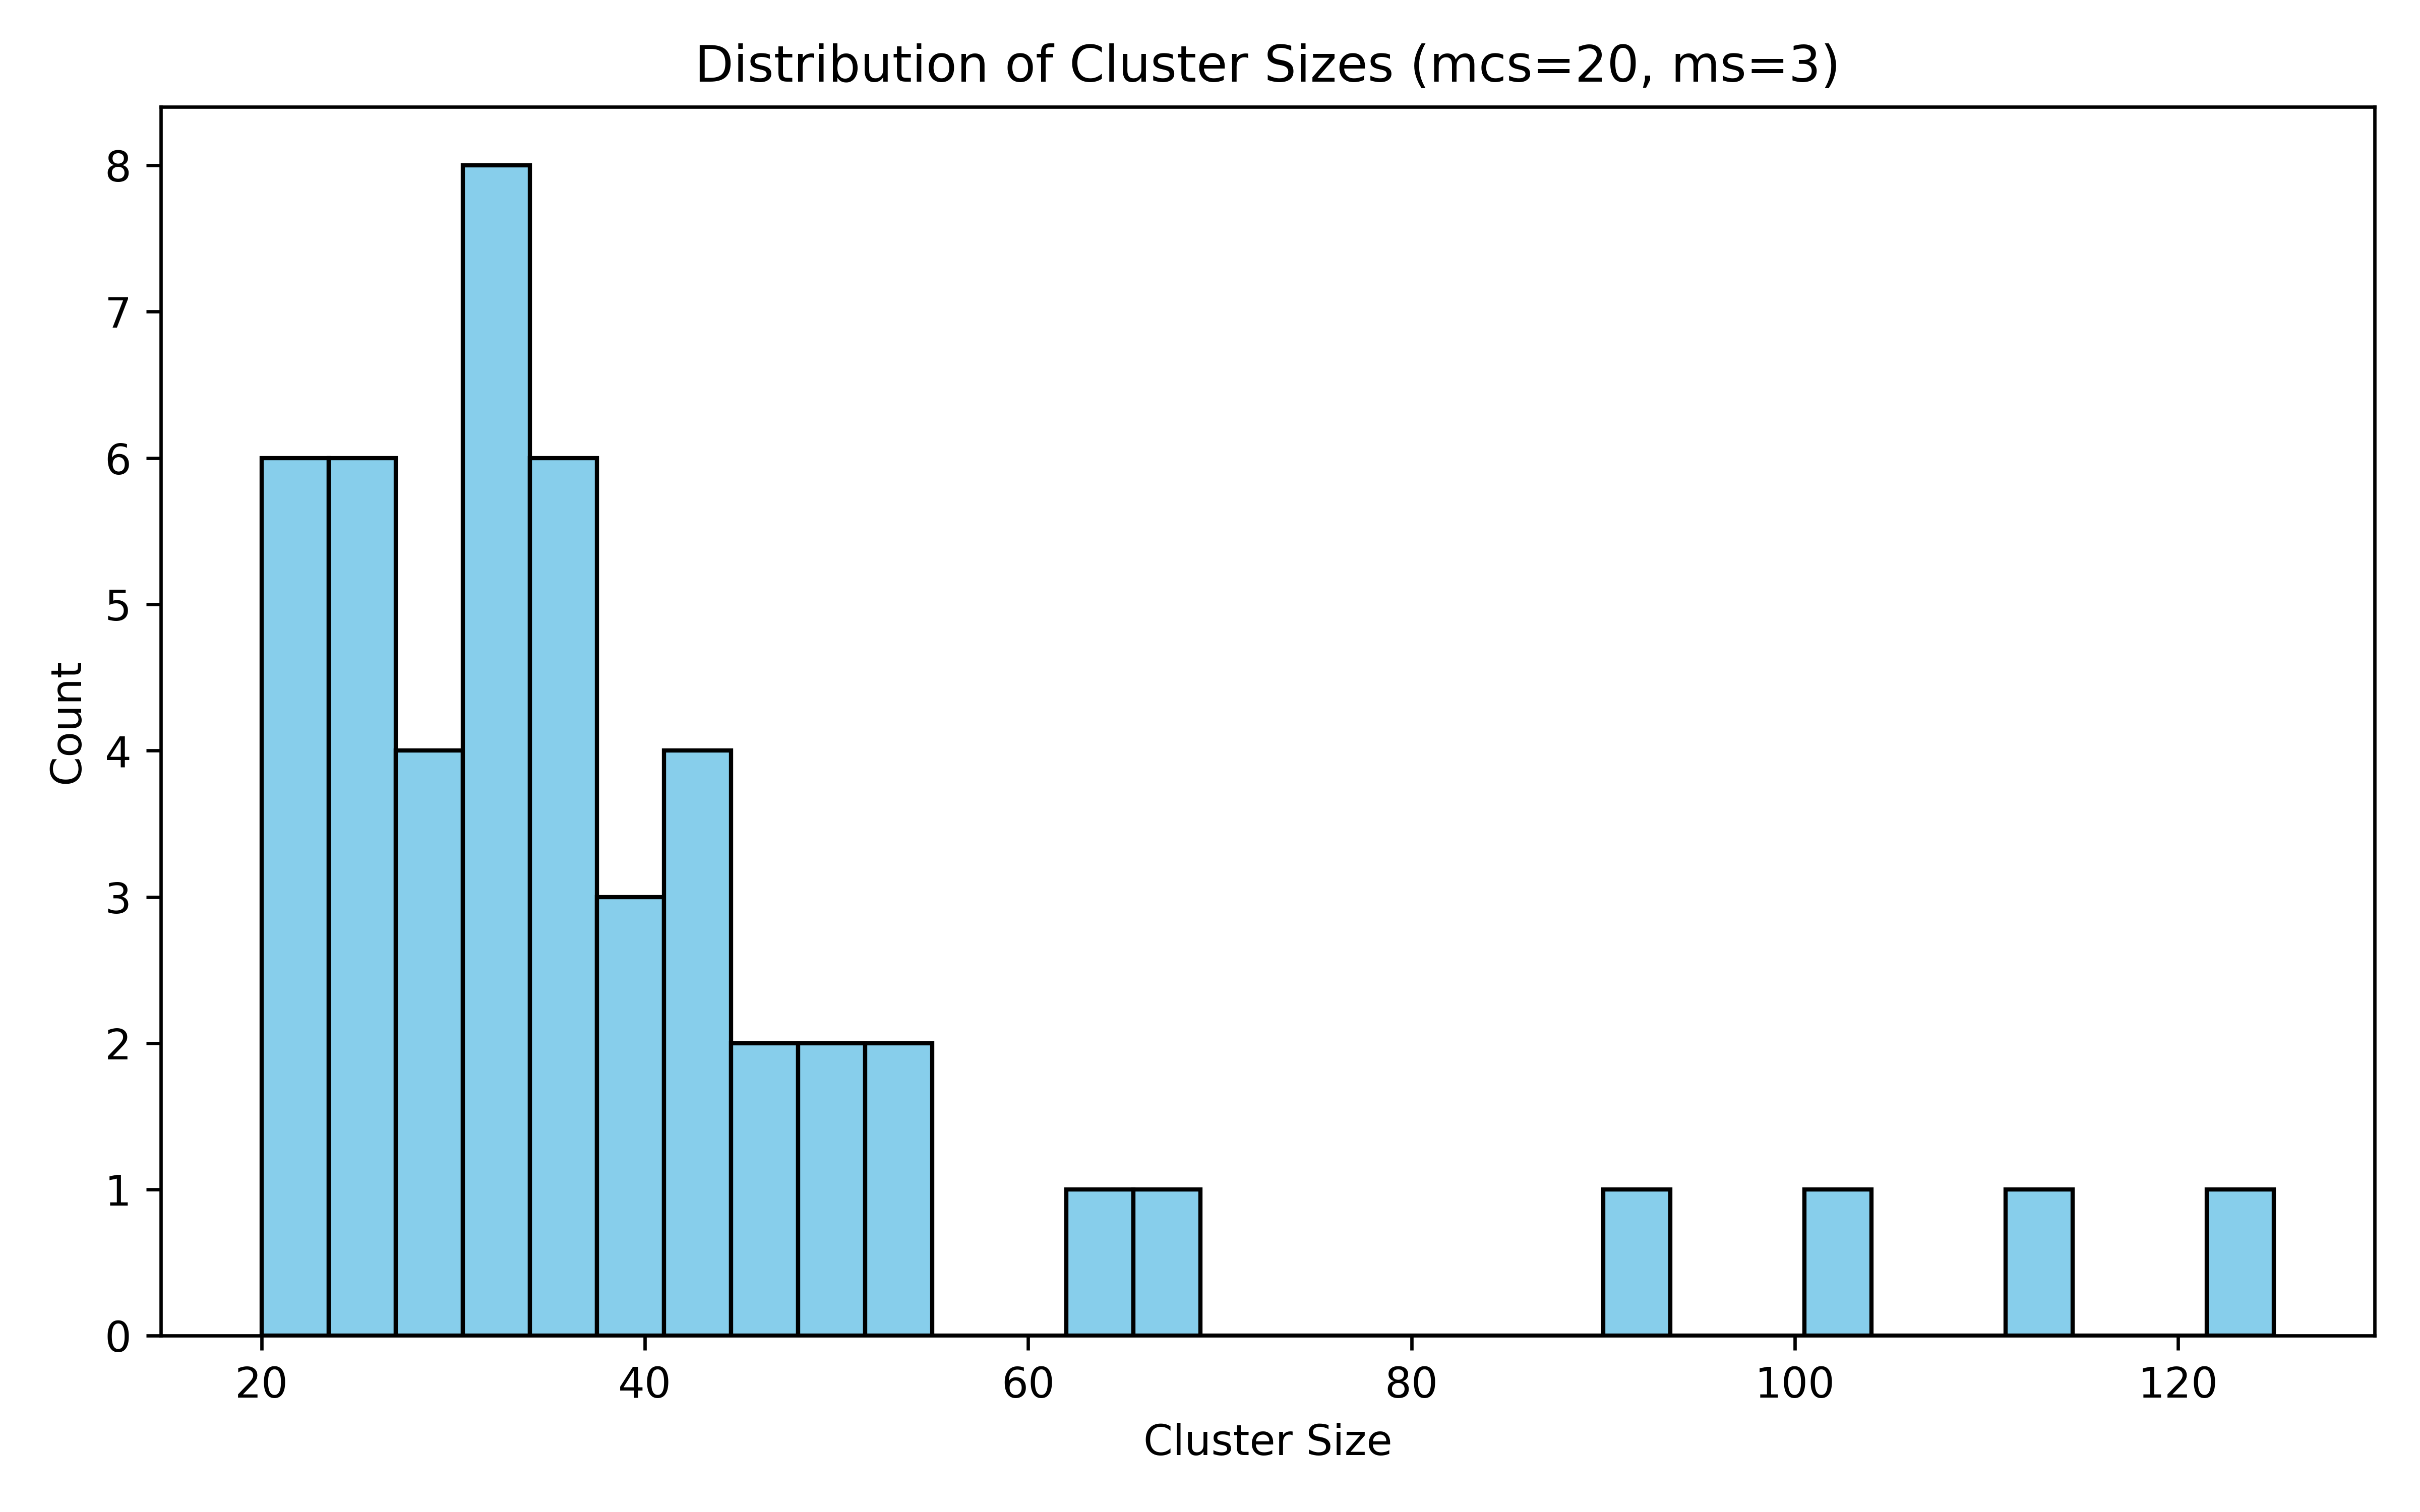 Distribution of Cluster Sizes (mcs=20, ms=3)
8
7
6
5
4
3
2
1
0
Count
20 40 60 80 100 120
Cluster Size